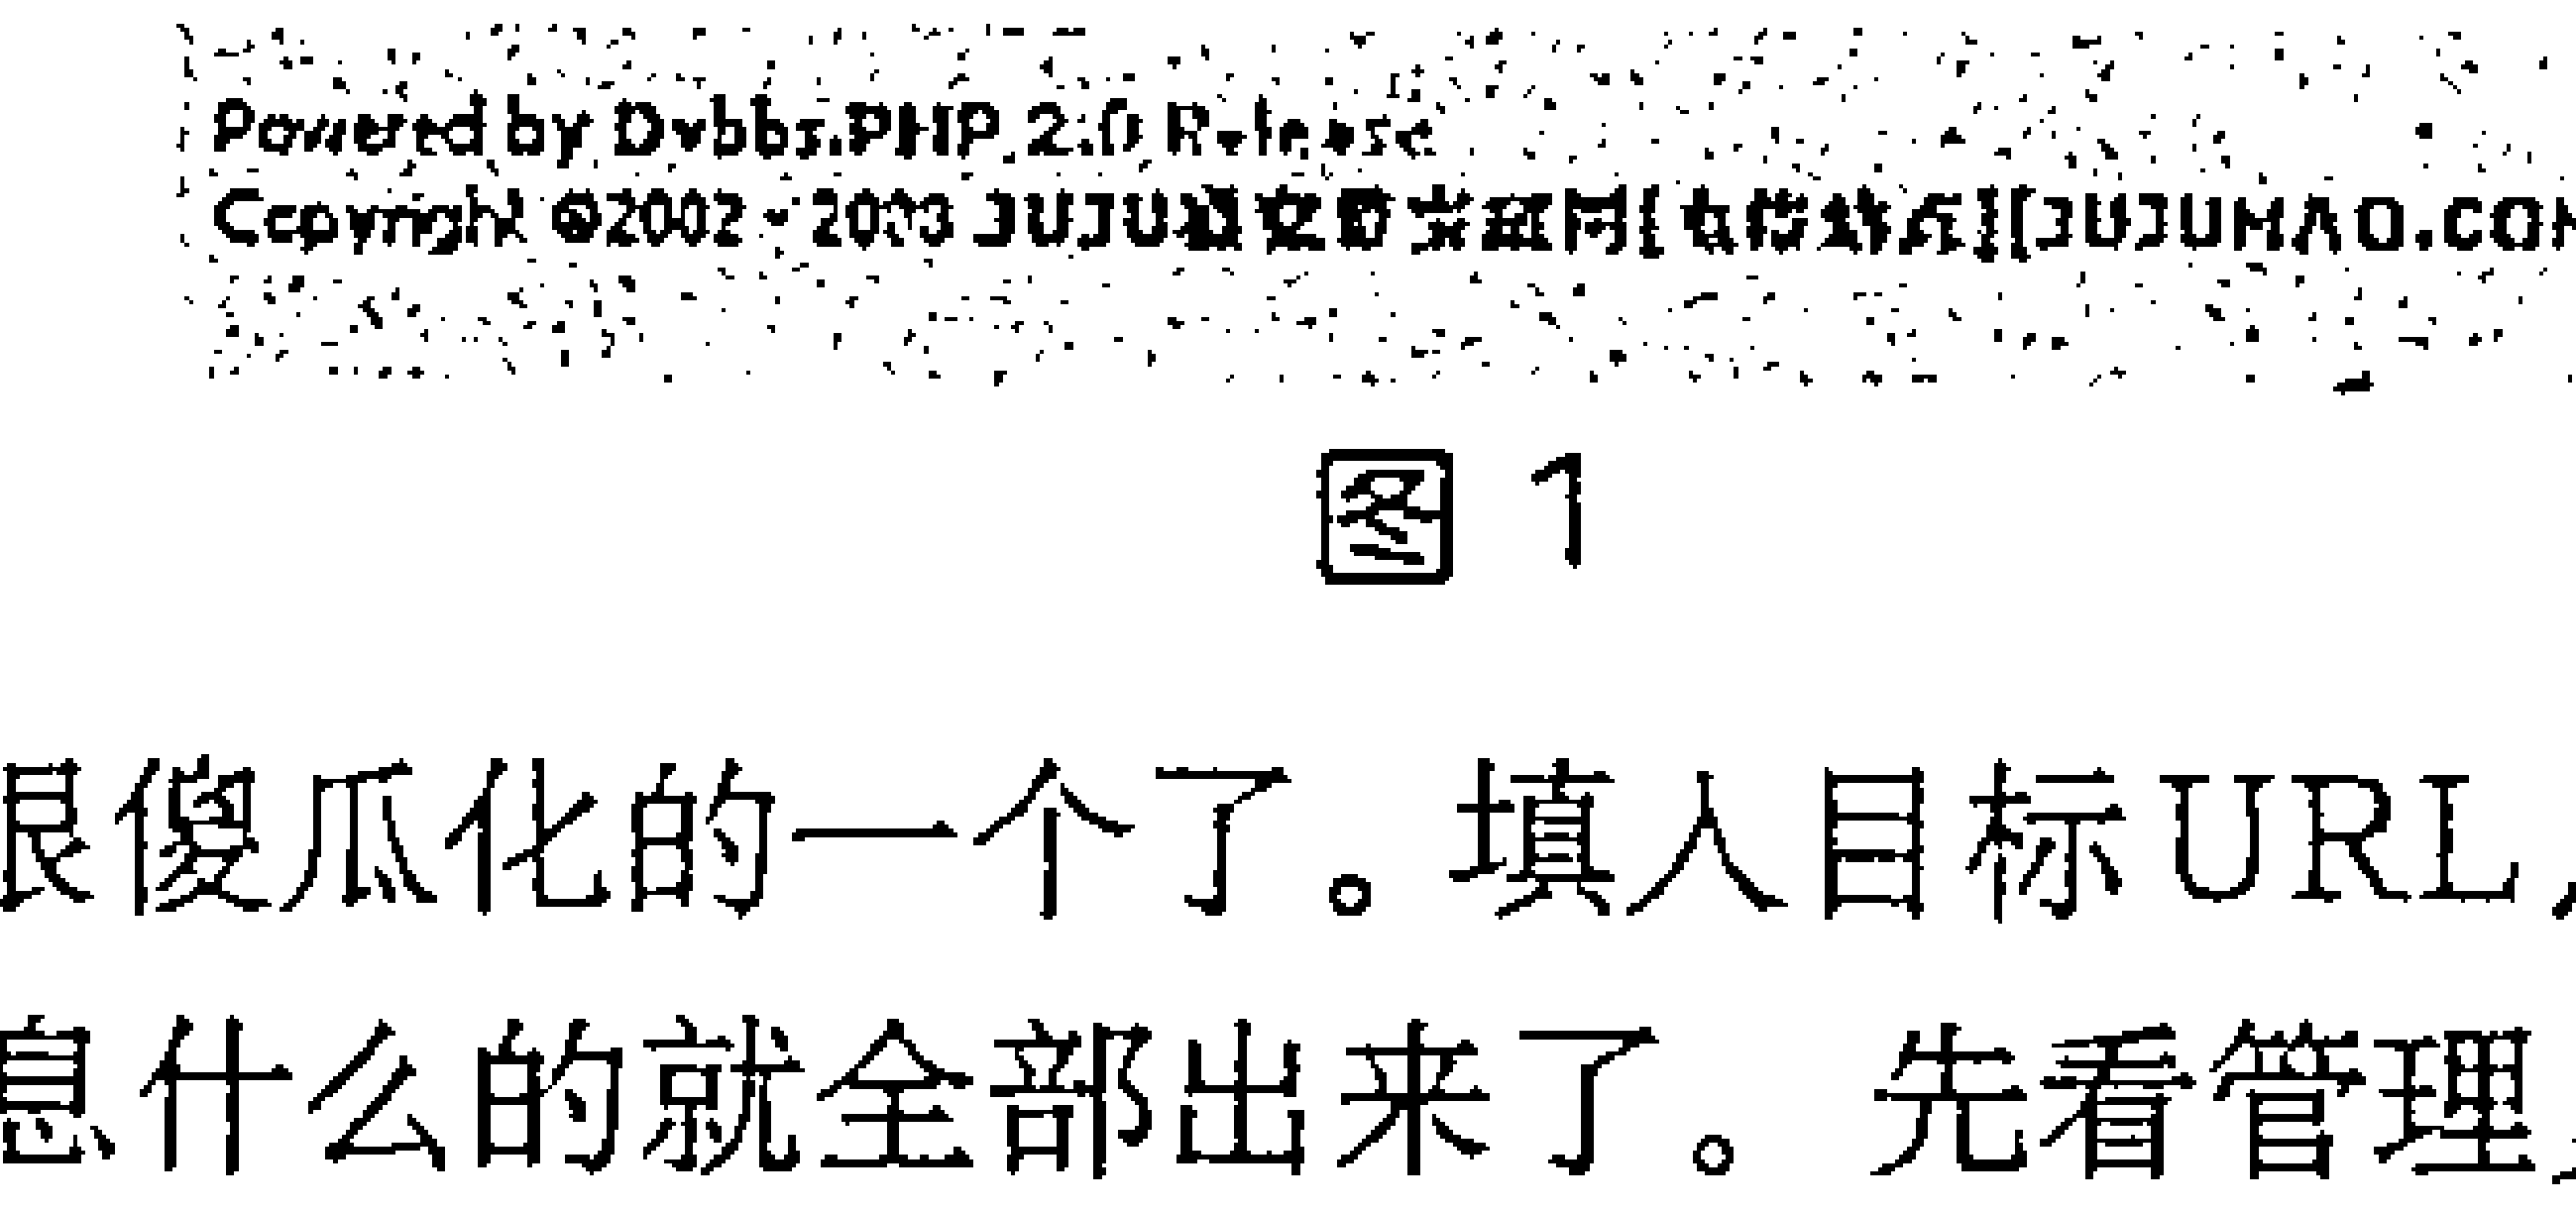 Powered by Dvbbs.PHP 2.0 Release
Copyright ©2002 - 2003 JUJU [JUJUMAO.COM
图 1
很傻瓜化的一个了。填人目标URL,
息什么的就全部出来了。 先看管理